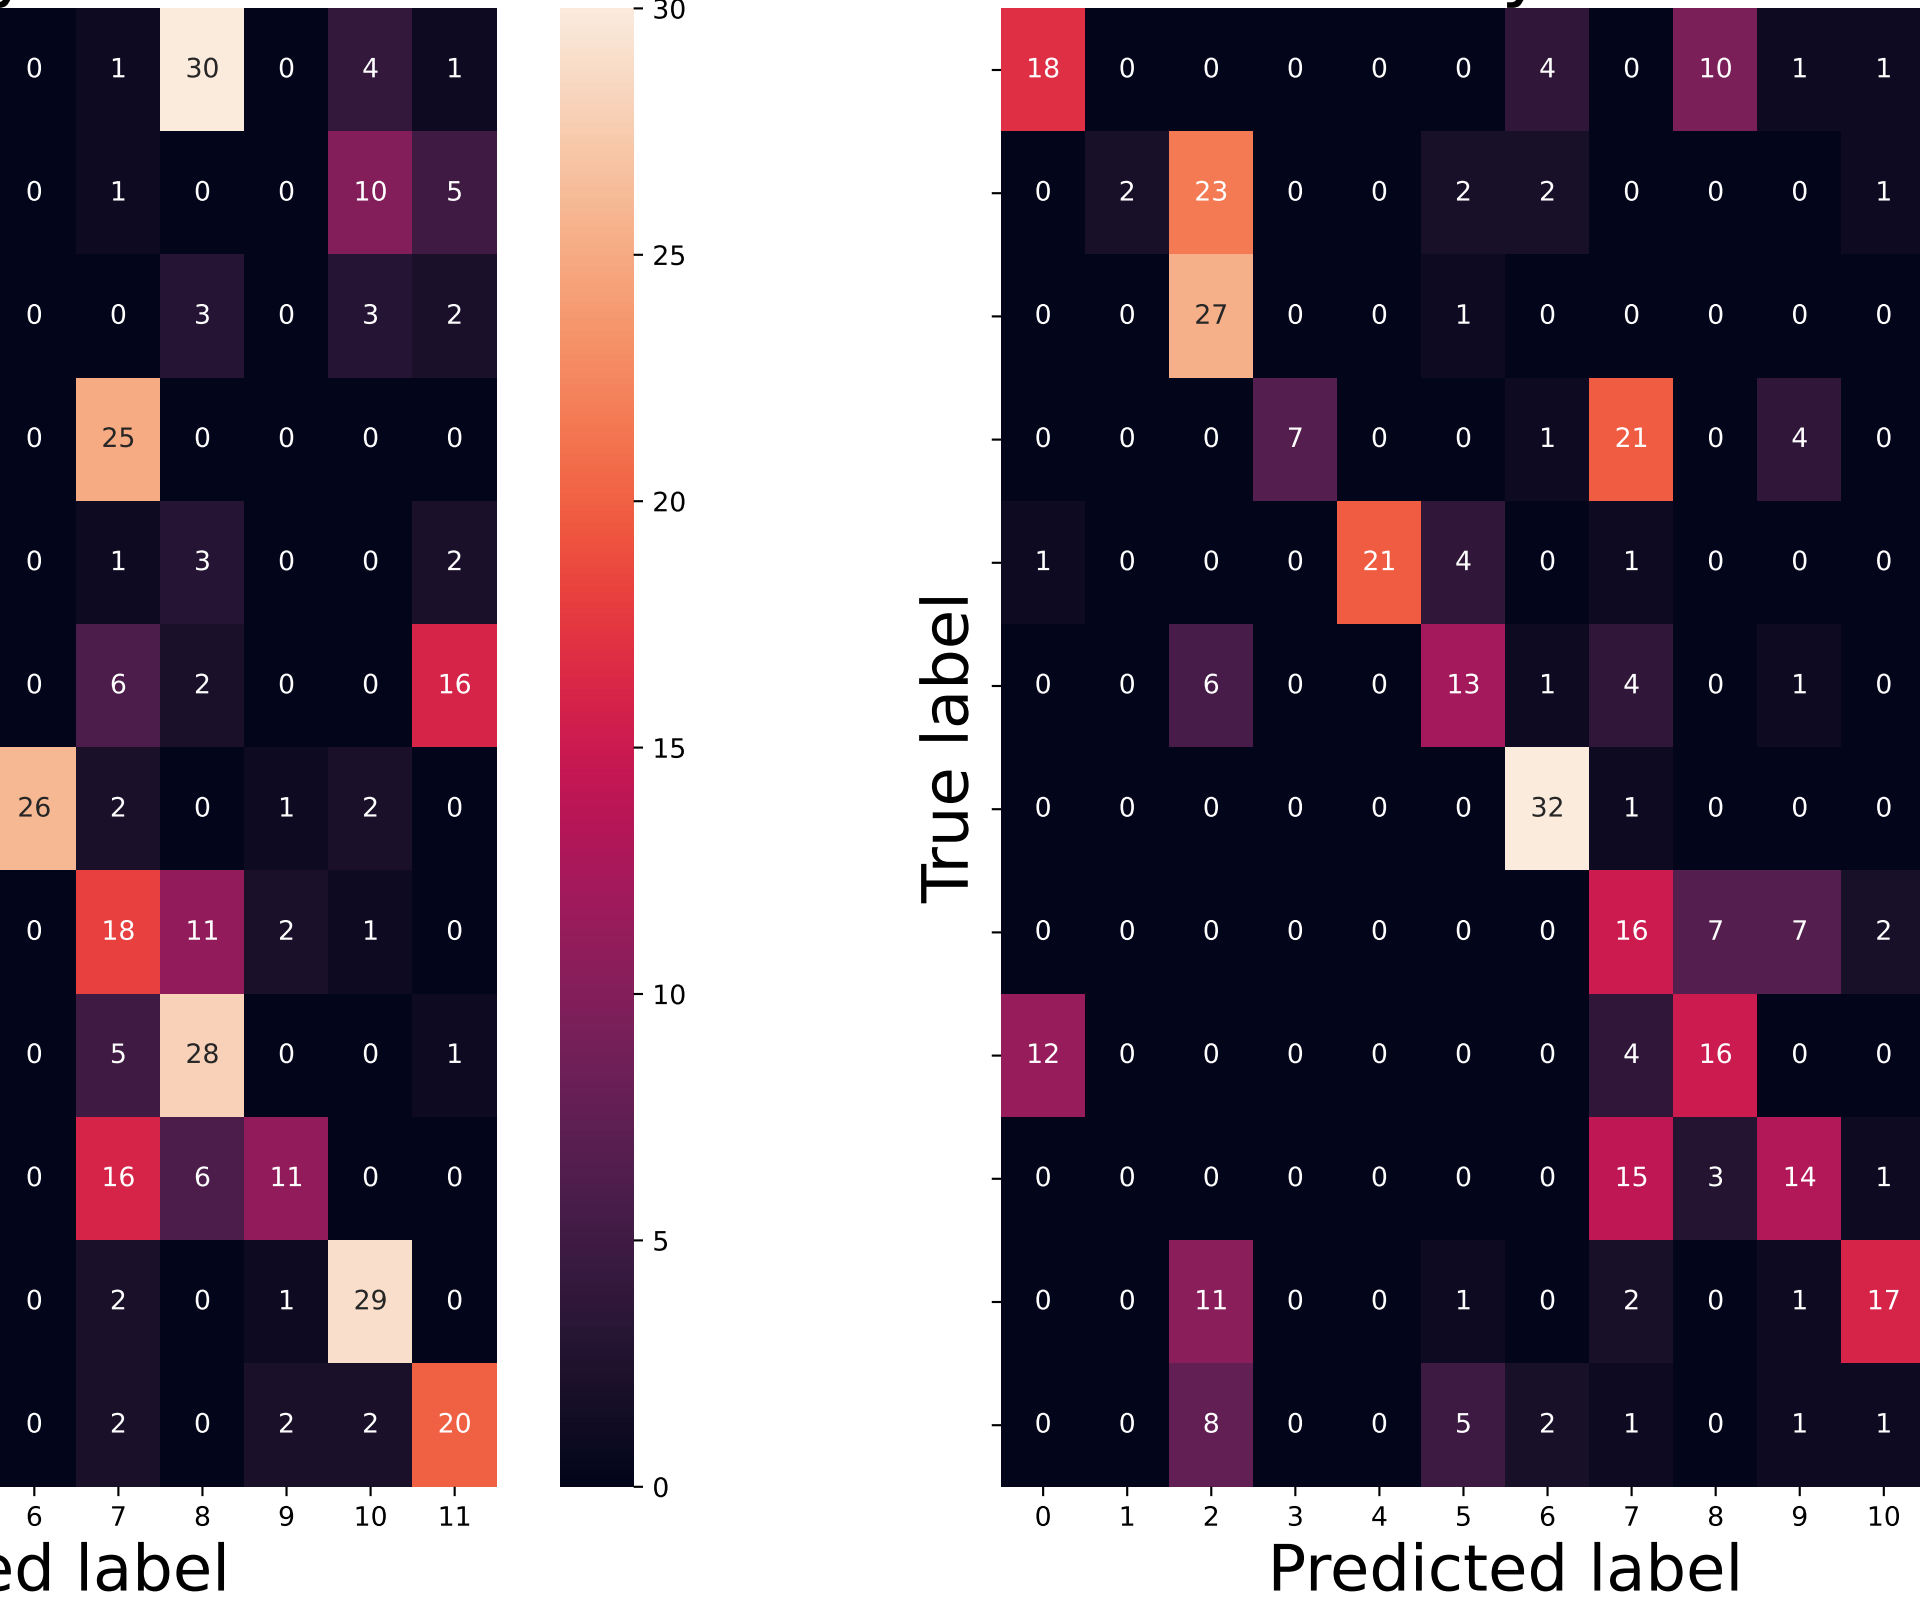 0 1 30 0 4 1
0 1 0 0 10 5
0 0 3 0 3 2
0 25 0 0 0 0
0 1 3 0 0 2
0 6 2 0 0 16
26 2 0 1 2 0
0 18 11 2 1 0
0 5 28 0 0 1
0 16 6 11 0 0
0 2 0 1 29 0
0 2 0 2 2 20
6 7 8 9 10 11
ed label
30
25
20
15
10
5
0
True label
18 0 0 0 0 0 4 0 10 1 1
0 2 23 0 0 2 2 0 0 0 1
0 0 27 0 0 1 0 0 0 0 0
0 0 0 7 0 0 1 21 0 4 0
1 0 0 0 21 4 0 1 0 0 0
0 0 6 0 0 13 1 4 0 1 0
0 0 0 0 0 0 32 1 0 0 0
0 0 0 0 0 0 0 16 7 7 2
12 0 0 0 0 0 0 4 16 0 0
0 0 0 0 0 0 0 15 3 14 1
0 0 11 0 0 1 0 2 0 1 17
0 0 8 0 0 5 2 1 0 1 1
0 1 2 3 4 5 6 7 8 9 10
Predicted label